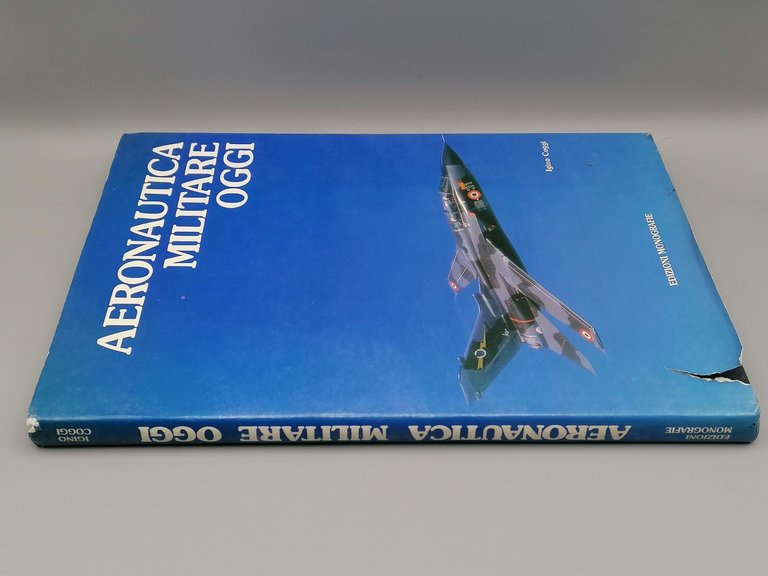 AERONAUTICA
MILITARE
OGGI
Igino Coggi
EDIZIONI MONOGRAFIE
IGINO
COGGI
AERONAUTICA MILITARE OGGI
EDIZIONI
MONOGRAFIE